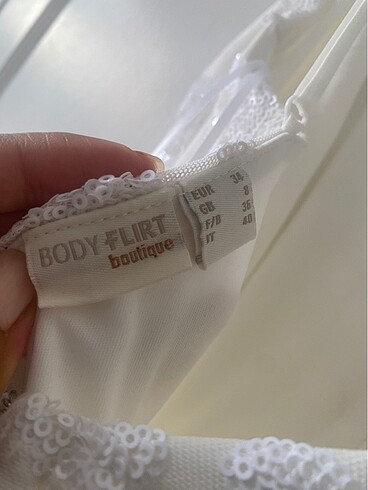 BODY FLIRT
boutique
EUR 34
GB 8
F/B 36
IT 40